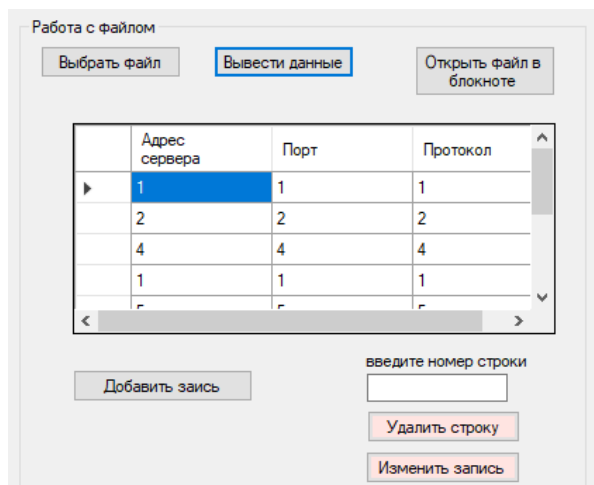 Работа с файлом
Выбрать файл
Вывести данные
Открыть файл в
блокноте
Адрес
сервера
Порт
Протокол
1 1 1
2 2 2
4 4 4
1 1 1
введите номер строки
Добавить заись
Удалить строку
Изменить запись